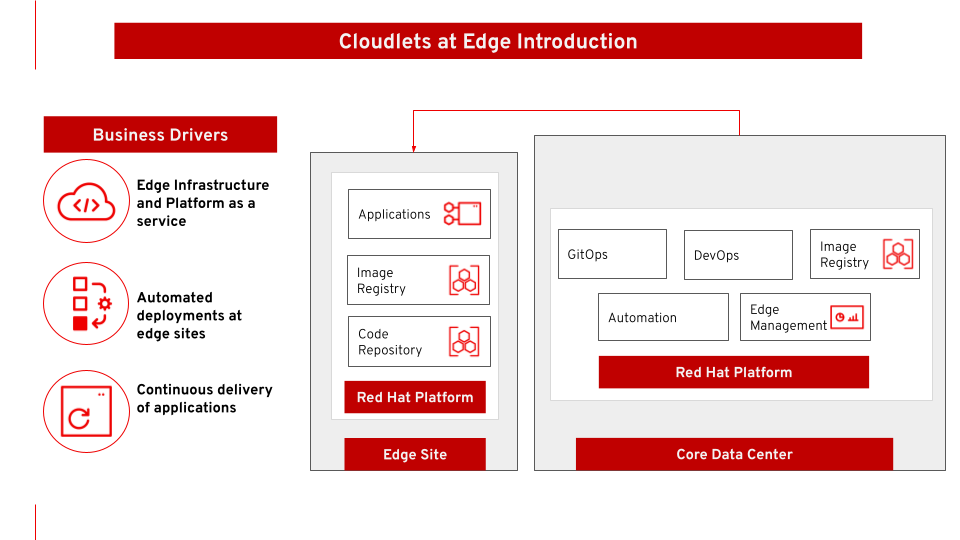 Cloudlets at Edge Introduction
Business Drivers
Edge Infrastructure
and Platform as a
service
Automated
deployments at
edge sites
Continuous delivery
of applications
Applications
Image
Registry
Code
Repository
Red Hat Platform
Edge Site
GitOps
DevOps
Image
Registry
Automation
Edge
Management
Red Hat Platform
Core Data Center